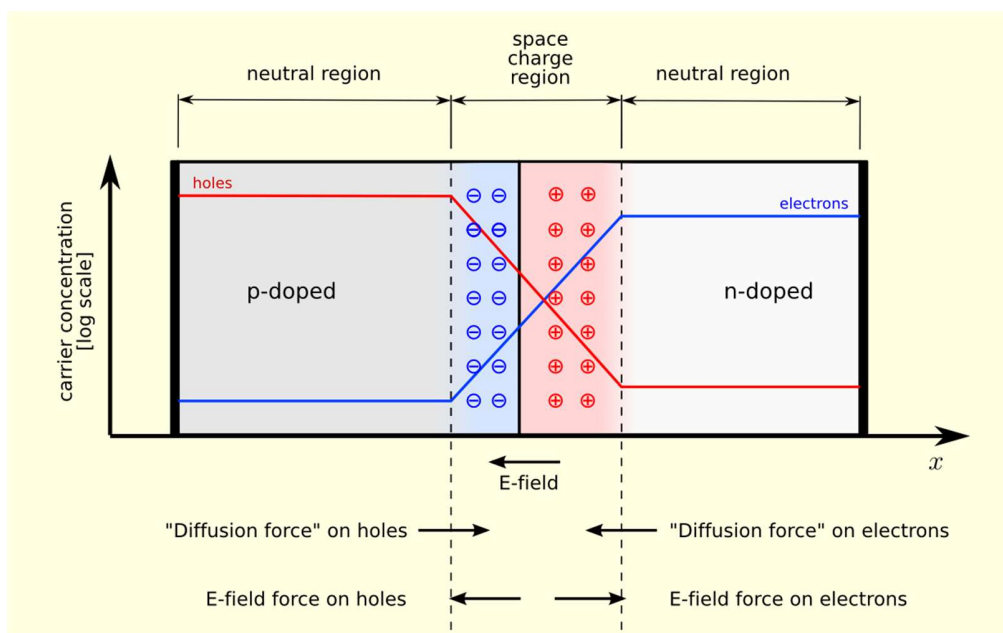 space
charge
region
neutral region
neutral region
holes
electrons
carrier concentration
[log scale]
p-doped
n-doped
⊖ ⊖ ⊕ ⊕
⊖ ⊖ ⊕ ⊕
⊖ ⊖ ⊕ ⊕
⊖ ⊖ ⊕ ⊕
⊖ ⊖ ⊕ ⊕
⊖ ⊖ ⊕ ⊕
⊖ ⊖ ⊕ ⊕
x
E-field
"Diffusion force" on holes
"Diffusion force" on electrons
E-field force on holes
E-field force on electrons